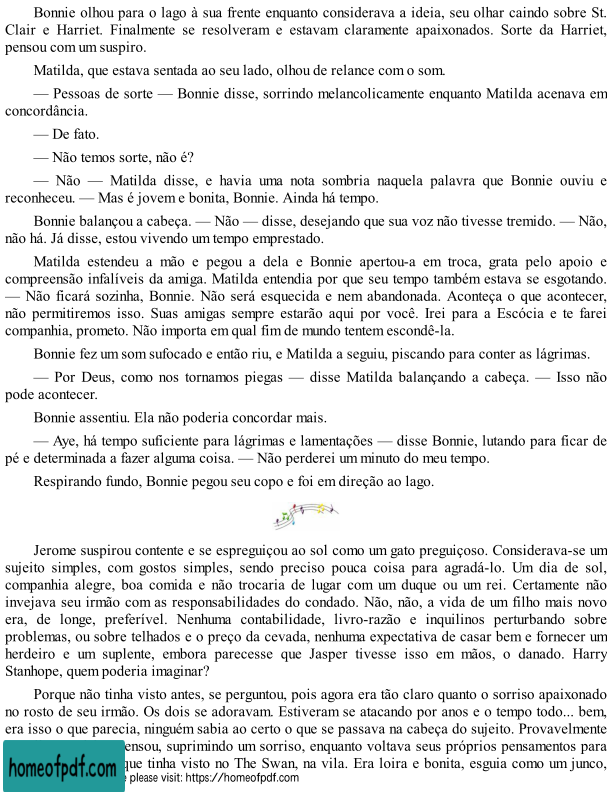 Bonnie olhou para o lago à sua frente enquanto considerava a ideia, seu olhar caindo sobre St.
Clair e Harriet. Finalmente se resolveram e estavam claramente apaixonados. Sorte da Harriet,
pensou com um suspiro.
Matilda, que estava sentada ao seu lado, olhou de relance com o som.
— Pessoas de sorte — Bonnie disse, sorrindo melancolicamente enquanto Matilda acenava em
concordância.
— De fato.
— Não temos sorte, não é?
— Não — Matilda disse, e havia uma nota sombria naquela palavra que Bonnie ouviu e
reconheceu. — Mas é jovem e bonita, Bonnie. Ainda há tempo.
Bonnie balançou a cabeça. — Não — disse, desejando que sua voz não tivesse tremido. — Não,
não há. Já disse, estou vivendo um tempo emprestado.
Matilda estendeu a mão e pegou a dela e Bonnie apertou-a em troca, grata pelo apoio e
compreensão infalíveis da amiga. Matilda entendia por que seu tempo também estava se esgotando.
— Não ficará sozinha, Bonnie. Não será esquecida e nem abandonada. Aconteça o que acontecer,
não permitiremos isso. Suas amigas sempre estarão aqui por você. Irei para a Escócia e te farei
companhia, prometo. Não importa em qual fim de mundo tentem escondê-la.
Bonnie fez um som sufocado e então riu, e Matilda a seguiu, piscando para conter as lágrimas.
— Por Deus, como nos tornamos piegas — disse Matilda balançando a cabeça. — Isso não
pode acontecer.
Bonnie assentiu. Ela não poderia concordar mais.
— Aye, há tempo suficiente para lágrimas e lamentações — disse Bonnie, lutando para ficar de
pé e determinada a fazer alguma coisa. — Não perderei um minuto do meu tempo.
Respirando fundo, Bonnie pegou seu copo e foi em direção ao lago.
Jerome suspirou contente e se espreguiçou ao sol como um gato preguiçoso. Considerava-se um
sujeito simples, com gostos simples, sendo preciso pouca coisa para agradá-lo. Um dia de sol,
companhia alegre, boa comida e não trocaria de lugar com um duque ou um rei. Certamente não
invejava seu irmão com as responsabilidades do condado. Não, não, a vida de um filho mais novo
era, de longe, preferível. Nenhuma contabilidade, livro-razão e inquilinos perturbando sobre
problemas, ou sobre telhados e o preço da cevada, nenhuma expectativa de casar bem e fornecer um
herdeiro e um suplente, embora parecesse que Jasper tivesse isso em mãos, o danado. Harry
Stanhope, quem poderia imaginar?
Porque não tinha visto antes, se perguntou, pois agora era tão claro quanto o sorriso apaixonado
no rosto de seu irmão. Os dois se adoravam. Estiveram se atacando por anos e o tempo todo... bem,
era isso o que parecia, ninguém sabia ao certo o que se passava na cabeça do sujeito. Provavelmente
ensou, suprimindo um sorriso, enquanto voltava seus próprios pensamentos para
que tinha visto no The Swan, na vila. Era loira e bonita, esguia como um junco,
homeofpdf.com
please visit: https://homeofpdf.com